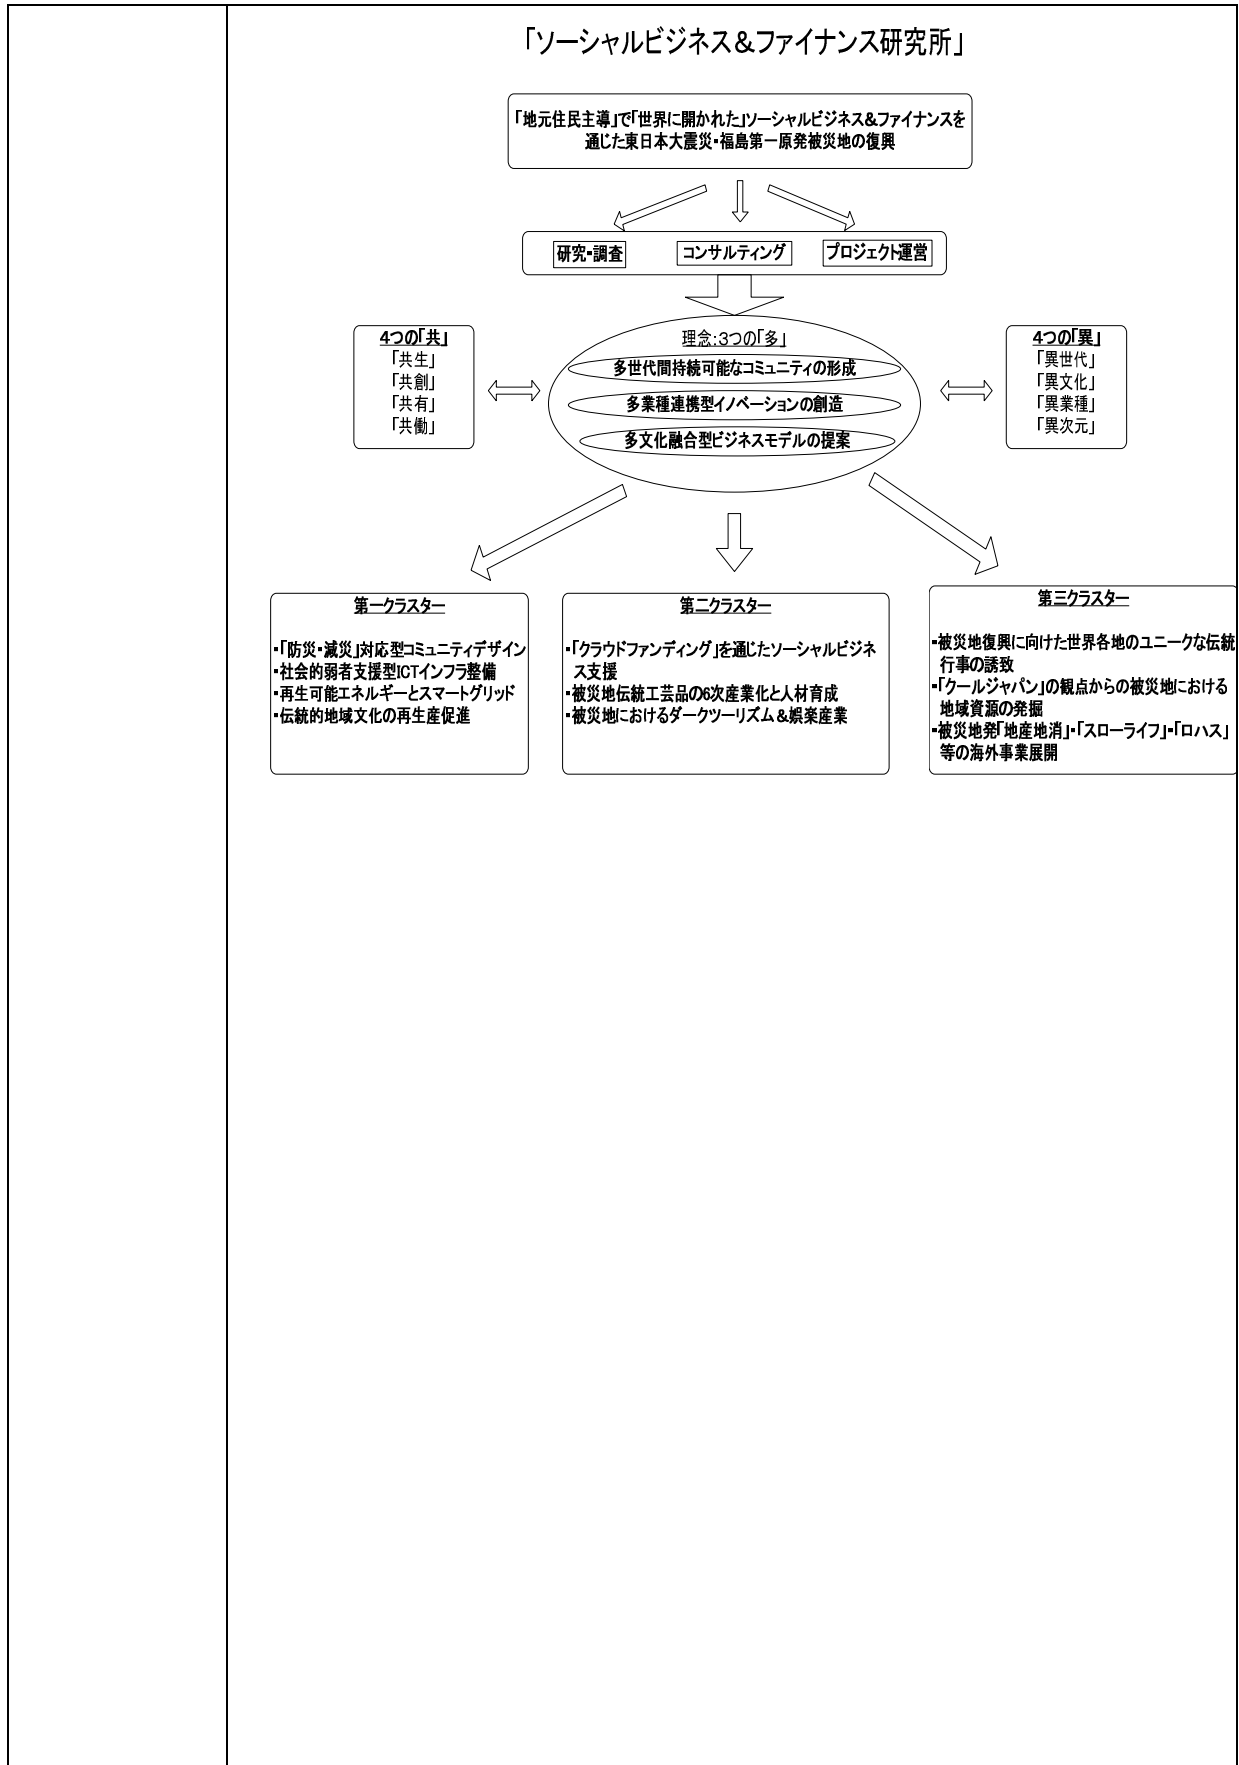 「ソーシャルビジネス&ファイナンス研究所」
「地元住民主導」で「世界に開かれた」ソーシャルビジネス&ファイナンスを
通じた東日本大震災・福島第一原発被災地の復興
研究・調査
コンサルティング
プロジェクト運営
4つの「共」
「共生」
「共創」
「共有」
「共働」
理念:3つの「多」
多世代間持続可能なコミュニティの形成
多業種連携型イノベーションの創造
多文化融合型ビジネスモデルの提案
4つの「異」
「異世代」
「異文化」
「異業種」
「異次元」
第一クラスター
・「防災・減災」対応型コミュニティデザイン
・社会的弱者支援型ICTインフラ整備
・再生可能エネルギーとスマートグリッド
・伝統的地域文化の再生産促進
第二クラスター
・「クラウドファンディング」を通じたソーシャルビジネ
ス支援
・被災地伝統工芸品の6次産業化と人材育成
・被災地におけるダークツーリズム&娯楽産業
第三クラスター
・被災地復興に向けた世界各地のユニークな伝統
行事の誘致
・「クールジャパン」の観点からの被災地における
地域資源の発掘
・被災地発「地産地消」・「スローライフ」・「ロハス」
等の海外事業展開